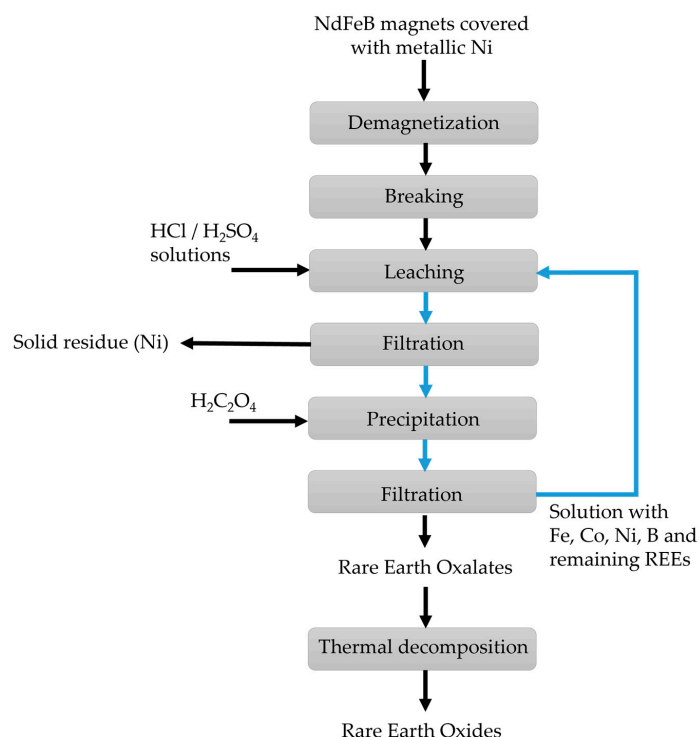 NdFeB magnets covered
with metallic Ni
Demagnetization
Breaking
HCl / H₂SO₄
solutions
Leaching
Solid residue (Ni)
Filtration
H₂C₂O₄
Precipitation
Filtration
Solution with
Fe, Co, Ni, B and
remaining REEs
Rare Earth Oxalates
Thermal decomposition
Rare Earth Oxides